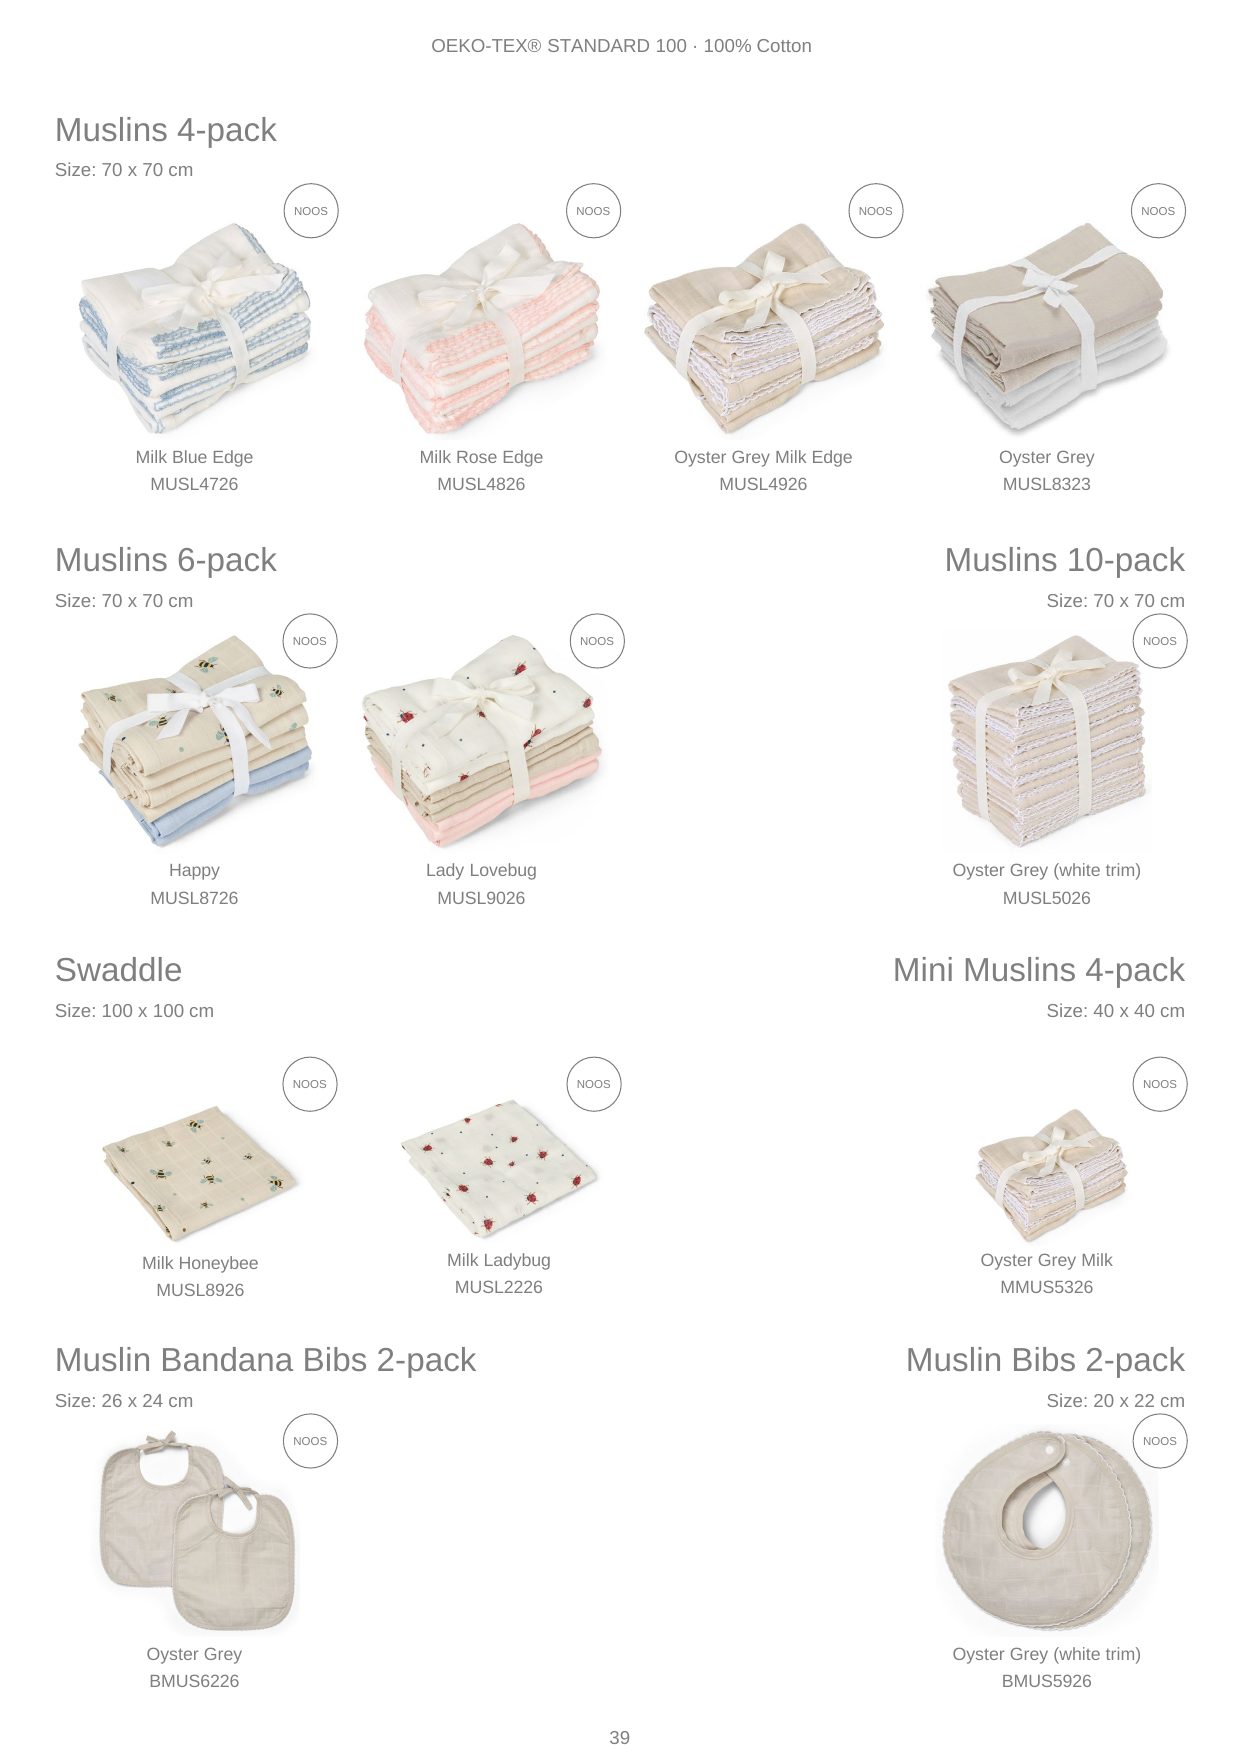 OEKO-TEX® STANDARD 100 · 100% Cotton
Muslins 4-pack
Size: 70 x 70 cm
NOOS
NOOS
NOOS
NOOS
Milk Blue Edge
MUSL4726
Milk Rose Edge
MUSL4826
Oyster Grey Milk Edge
MUSL4926
Oyster Grey
MUSL8323
Muslins 6-pack
Size: 70 x 70 cm
NOOS
NOOS
Happy
MUSL8726
Lady Lovebug
MUSL9026
Muslins 10-pack
Size: 70 x 70 cm
NOOS
Oyster Grey (white trim)
MUSL5026
Swaddle
Size: 100 x 100 cm
NOOS
NOOS
Milk Honeybee
MUSL8926
Milk Ladybug
MUSL2226
Mini Muslins 4-pack
Size: 40 x 40 cm
NOOS
Oyster Grey Milk
MMUS5326
Muslin Bandana Bibs 2-pack
Size: 26 x 24 cm
NOOS
Oyster Grey
BMUS6226
Muslin Bibs 2-pack
Size: 20 x 22 cm
NOOS
Oyster Grey (white trim)
BMUS5926
39